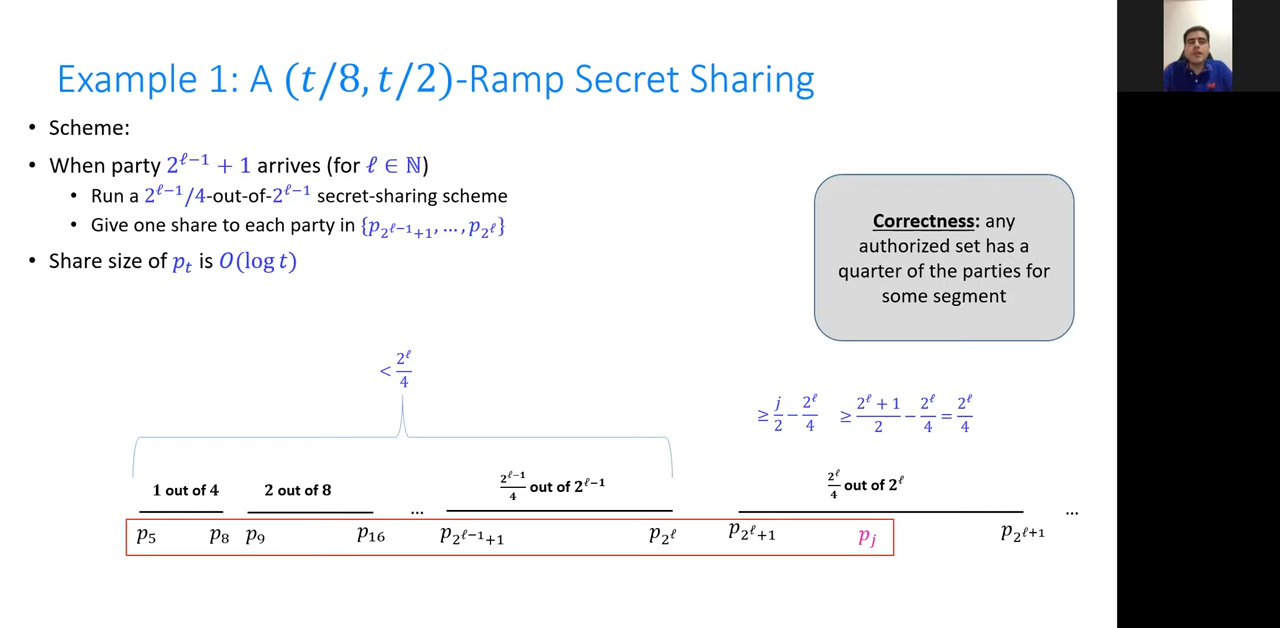 Example 1: A (t/8, t/2)-Ramp Secret Sharing
• Scheme:
• When party 2^{ℓ−1} + 1 arrives (for ℓ ∈ ℕ)
• Run a 2^{ℓ−1}/4-out-of-2^{ℓ−1} secret-sharing scheme
• Give one share to each party in {p_{2^{ℓ−1}+1}, …, p_{2^ℓ}}
• Share size of p_t is O(log t)
Correctness: any
authorized set has a
quarter of the parties for
some segment
< 2^ℓ/4
≥ j/2 − 2^ℓ/4 ≥ (2^ℓ + 1)/2 − 2^ℓ/4 = 2^ℓ/4
1 out of 4 2 out of 8 ... 2^{ℓ−1}/4 out of 2^{ℓ−1} 2^ℓ/4 out of 2^ℓ ...
p_5 p_8 p_9 p_16 p_{2^{ℓ−1}+1} p_{2^ℓ} p_{2^ℓ+1} p_j p_{2^{ℓ+1}}